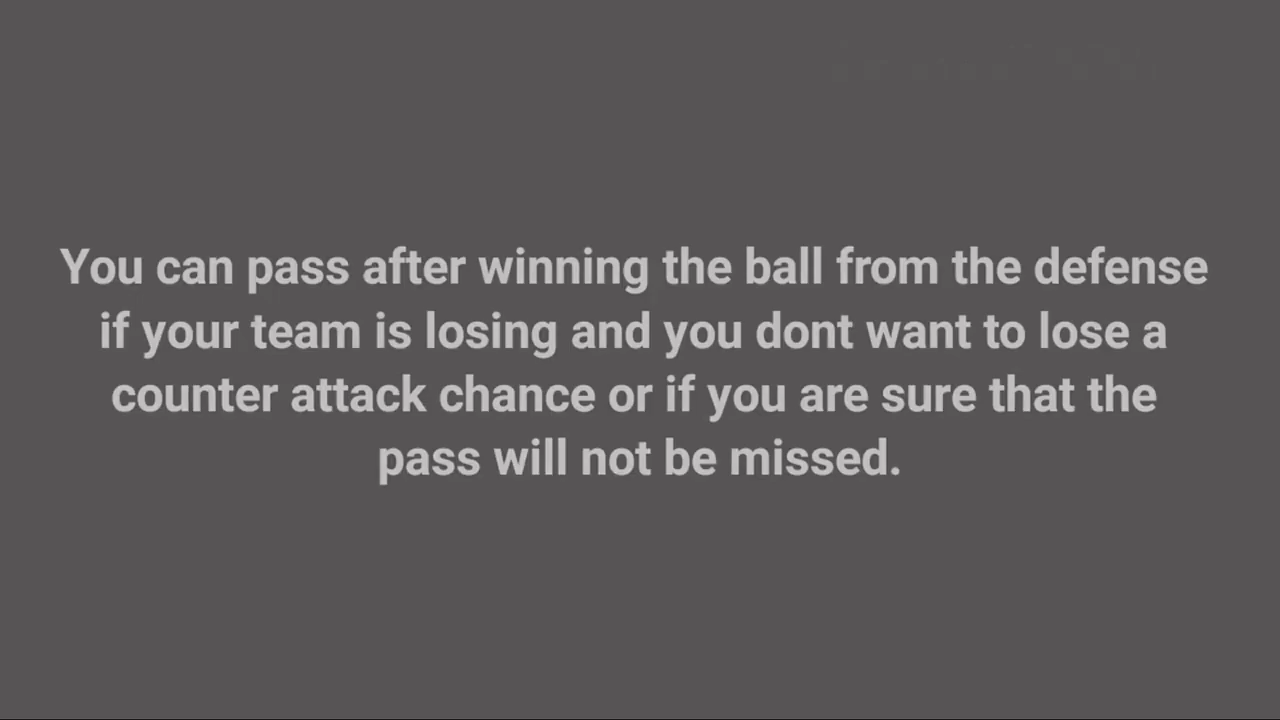 You can pass after winning the ball from the defense
if your team is losing and you dont want to lose a
counter attack chance or if you are sure that the
pass will not be missed.